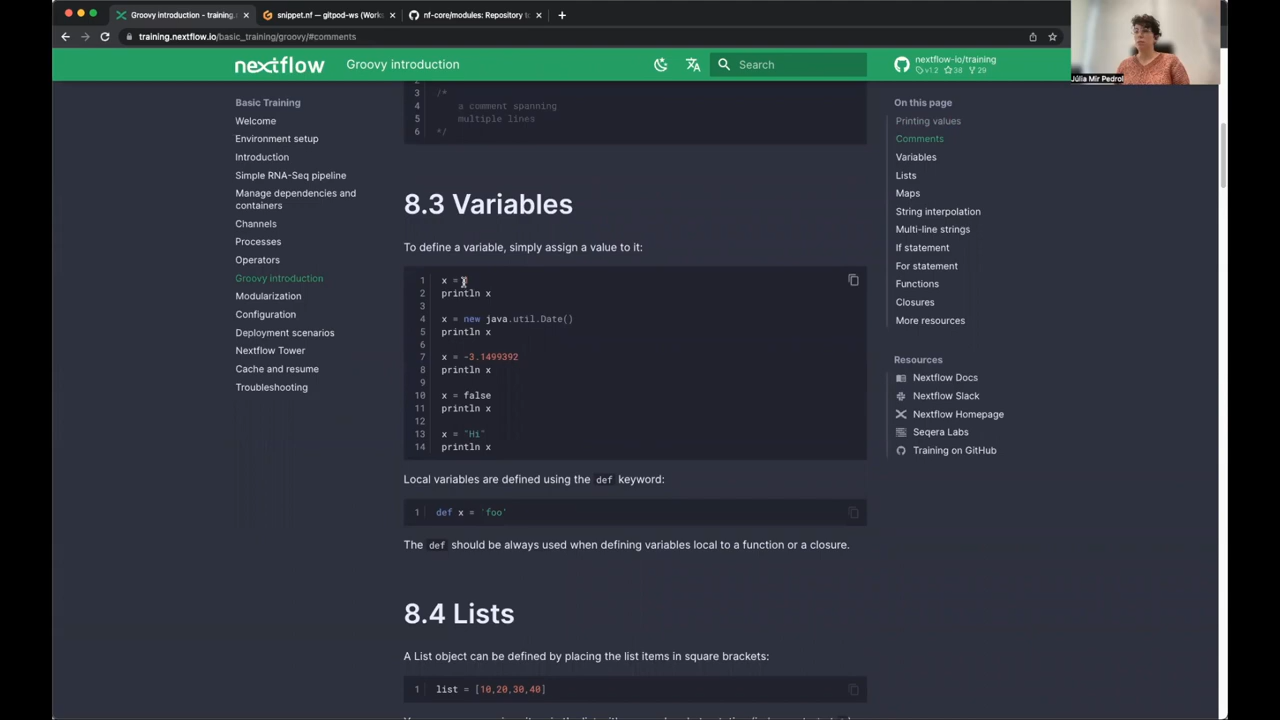 Groovy introduction - training.
snippet.nf — gitpod-ws (Works
nf-core/modules: Repository to
training.nextflow.io/basic_training/groovy/#comments
Júlia Mir Pedrol
nextflow
Groovy introduction
Search
nextflow-io/training
v1.2 38 29
Basic Training
Welcome
Environment setup
Introduction
Simple RNA-Seq pipeline
Manage dependencies and
containers
Channels
Processes
Operators
Groovy introduction
Modularization
Configuration
Deployment scenarios
Nextflow Tower
Cache and resume
Troubleshooting
3 /*
4 a comment spanning
5 multiple lines
6 */
8.3 Variables
To define a variable, simply assign a value to it:
1 x =
2 println x
3
4 x = new java.util.Date()
5 println x
6
7 x = -3.1499392
8 println x
9
10 x = false
11 println x
12
13 x = "Hi"
14 println x
Local variables are defined using the def keyword:
1 def x = 'foo'
The def should be always used when defining variables local to a function or a closure.
8.4 Lists
A List object can be defined by placing the list items in square brackets:
1 list = [10,20,30,40]
On this page
Printing values
Comments
Variables
Lists
Maps
String interpolation
Multi-line strings
If statement
For statement
Functions
Closures
More resources
Resources
Nextflow Docs
Nextflow Slack
Nextflow Homepage
Seqera Labs
Training on GitHub